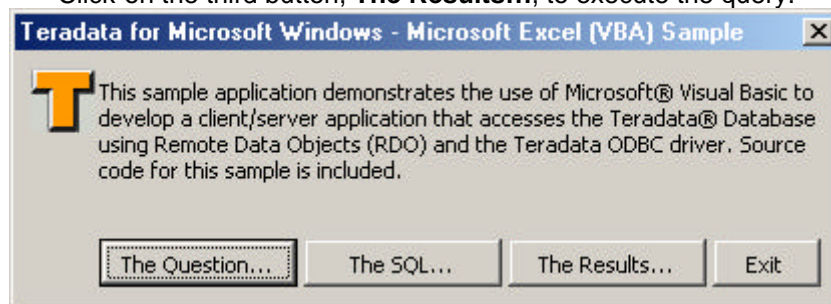 Click on the third button, The Results..., to execute the query.
Teradata for Microsoft Windows - Microsoft Excel (VBA) Sample
T This sample application demonstrates the use of Microsoft® Visual Basic to
develop a client/server application that accesses the Teradata® Database
using Remote Data Objects (RDO) and the Teradata ODBC driver. Source
code for this sample is included.
The Question... The SQL... The Results... Exit